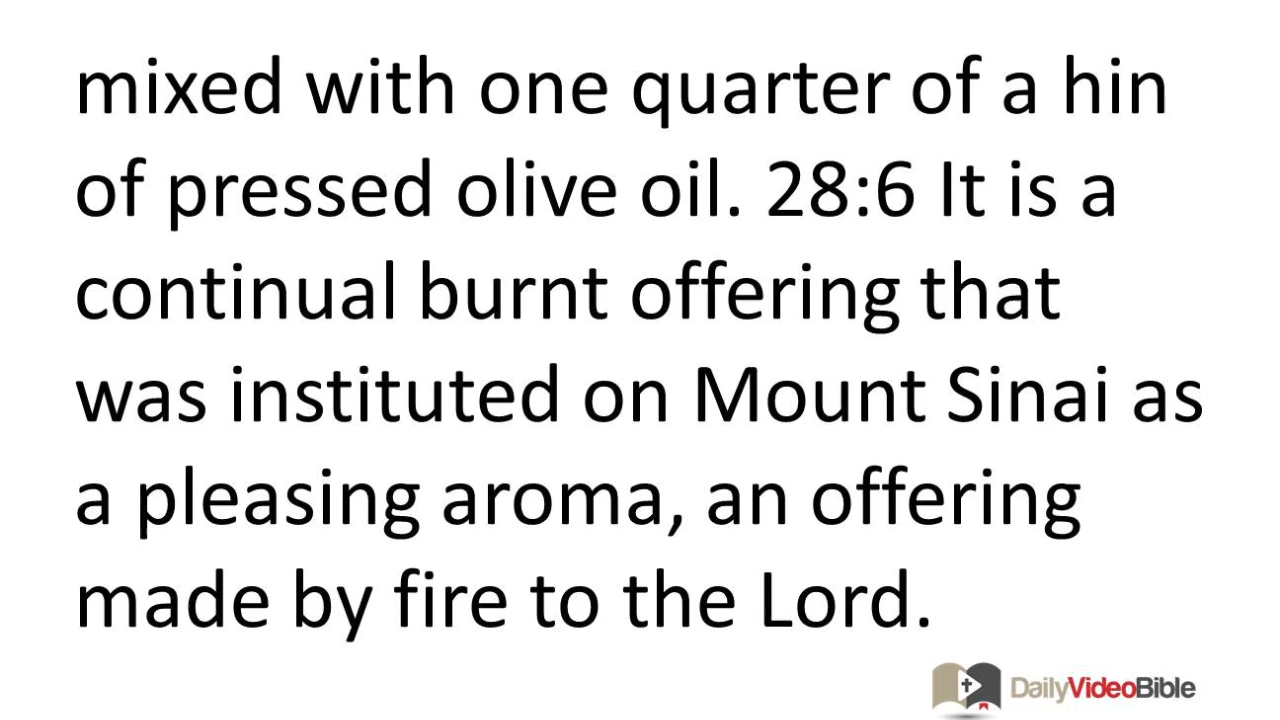 mixed with one quarter of a hin
of pressed olive oil. 28:6 It is a
continual burnt offering that
was instituted on Mount Sinai as
a pleasing aroma, an offering
made by fire to the Lord.
DailyVideoBible